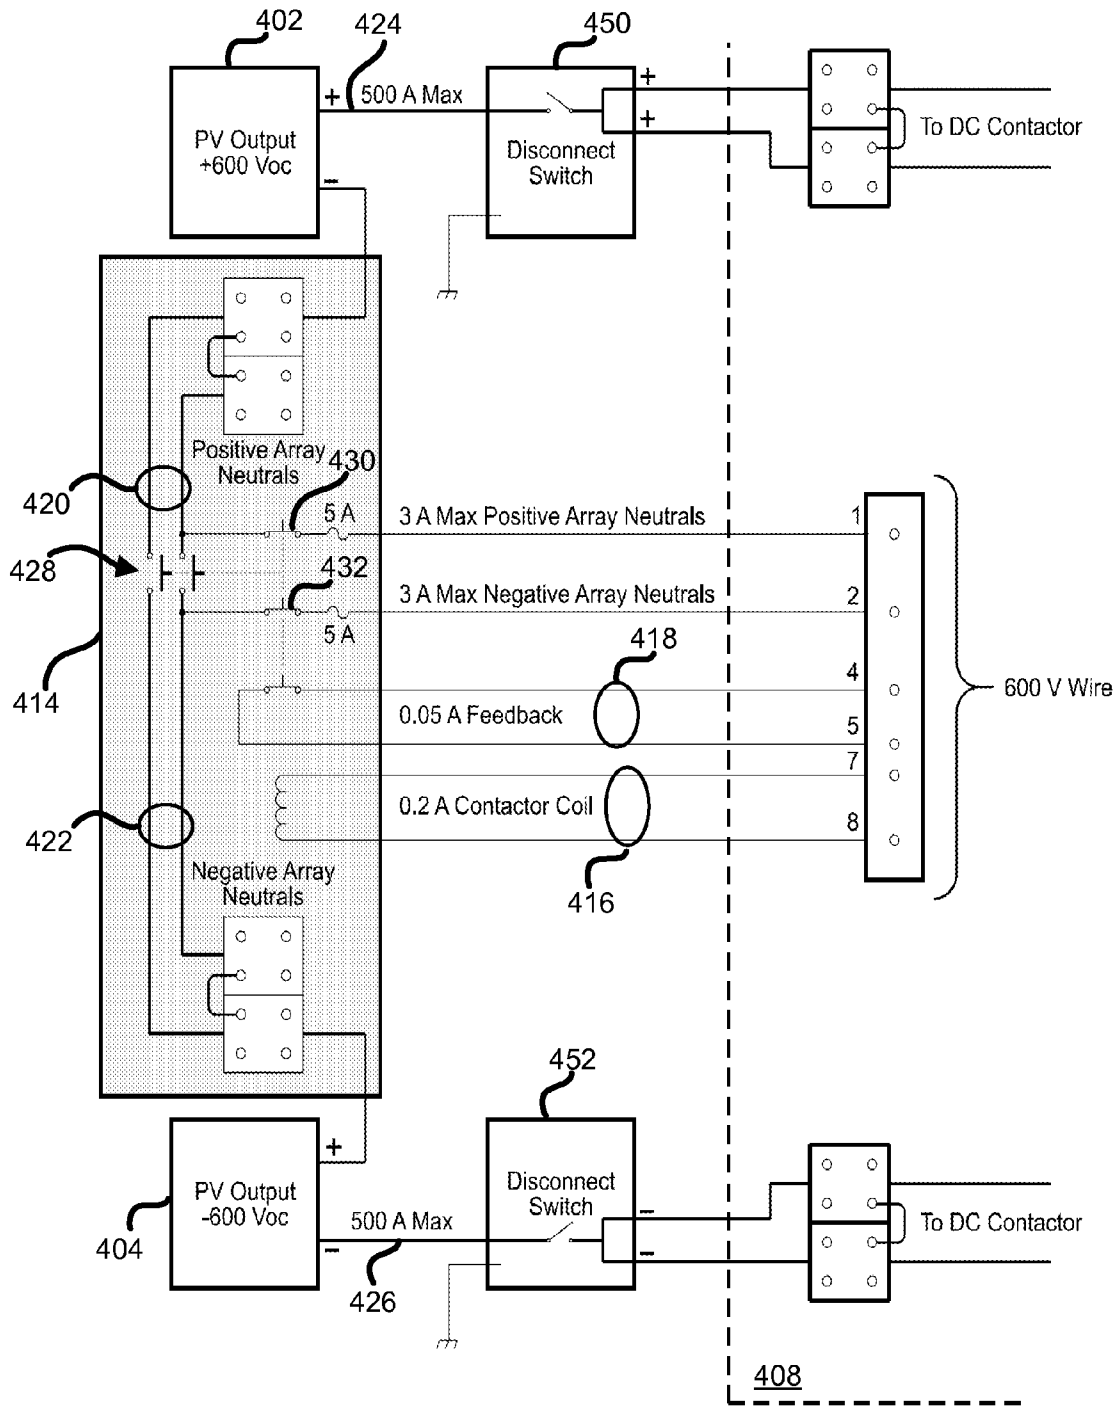 402
424
450
+
500 A Max
PV Output
+600 Voc
−
Disconnect
Switch
+
+
To DC Contactor
Positive Array
Neutrals
420
430
5 A
3 A Max Positive Array Neutrals
1
428
432
3 A Max Negative Array Neutrals
2
5 A
414
418
4
600 V Wire
0.05 A Feedback
5
7
0.2 A Contactor Coil
8
422
416
Negative Array
Neutrals
452
+
PV Output
-600 Voc
−
404
500 A Max
426
Disconnect
Switch
−
−
To DC Contactor
408